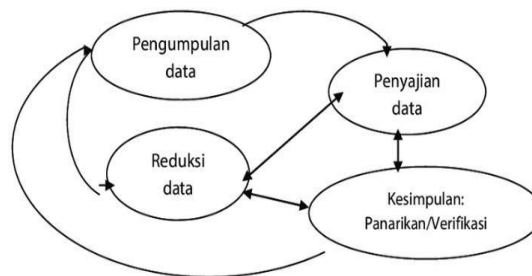 Pengumpulan
data
Penyajian
data
Reduksi
data
Kesimpulan:
Panarikan/Verifikasi